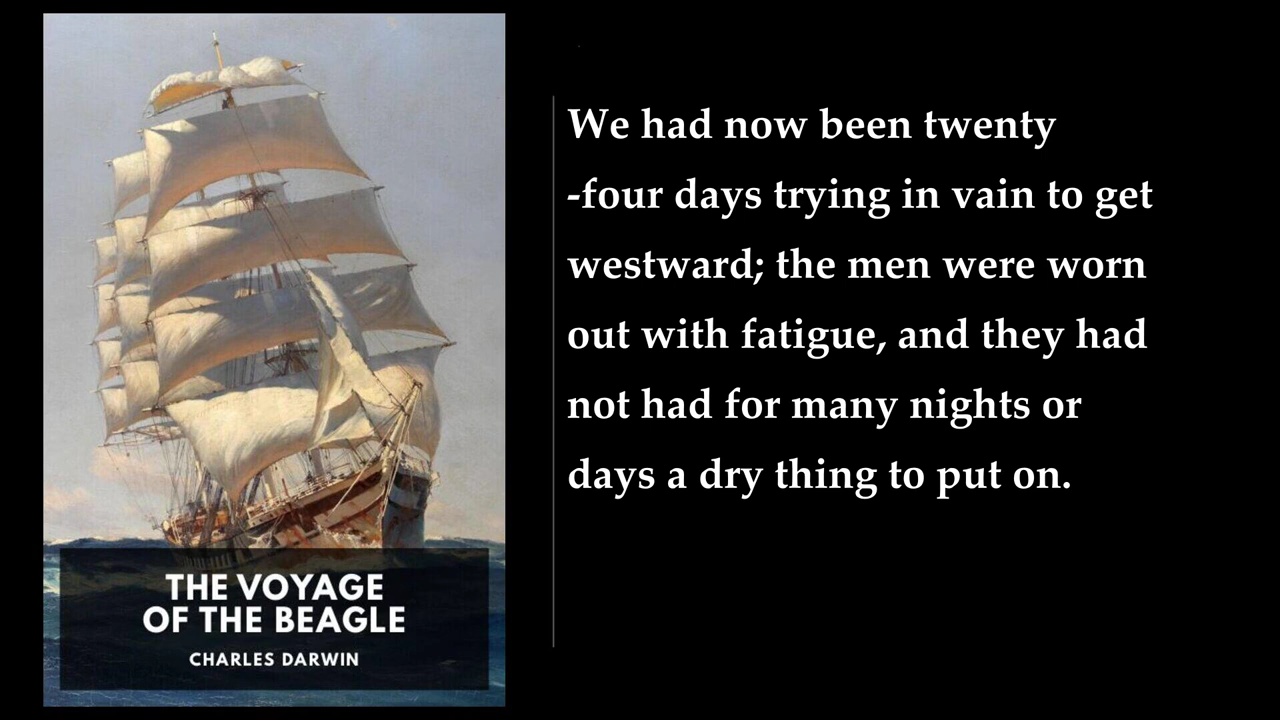 THE VOYAGE
OF THE BEAGLE
CHARLES DARWIN
We had now been twenty
-four days trying in vain to get
westward; the men were worn
out with fatigue, and they had
not had for many nights or
days a dry thing to put on.